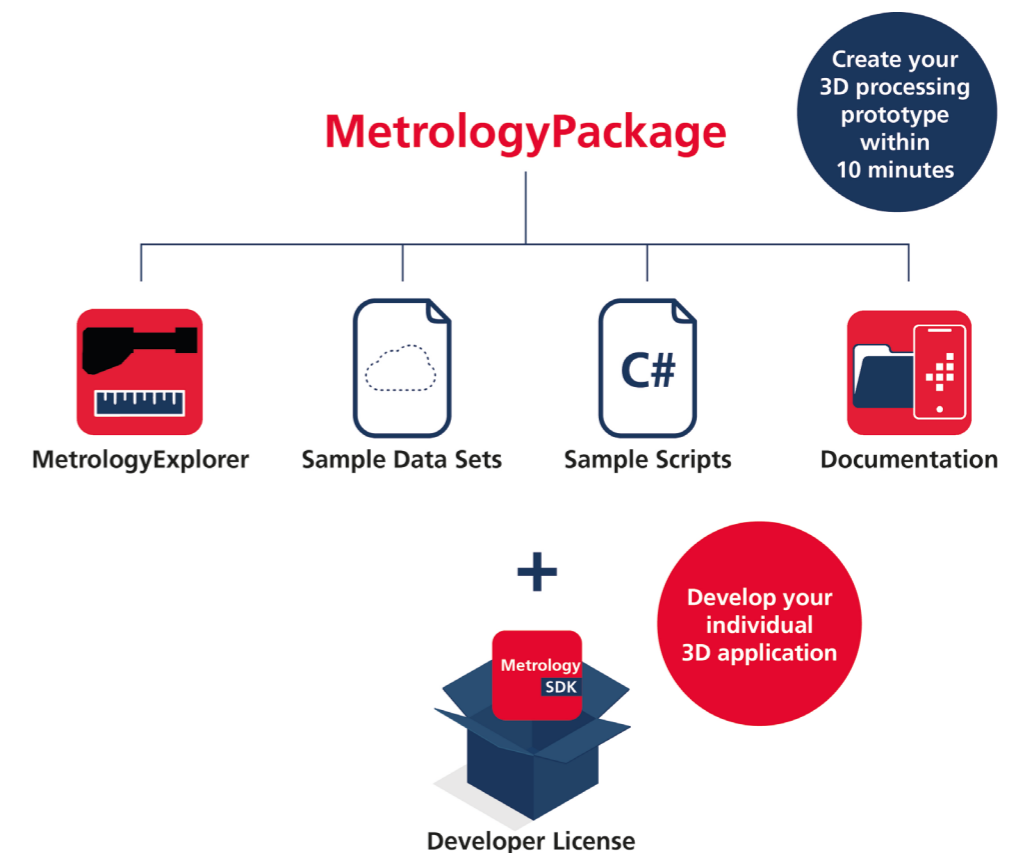 Create your
3D processing
prototype
within
10 minutes
MetrologyPackage
C#
MetrologyExplorer
Sample Data Sets
Sample Scripts
Documentation
+
Develop your
individual
3D application
Metrology
SDK
Developer License